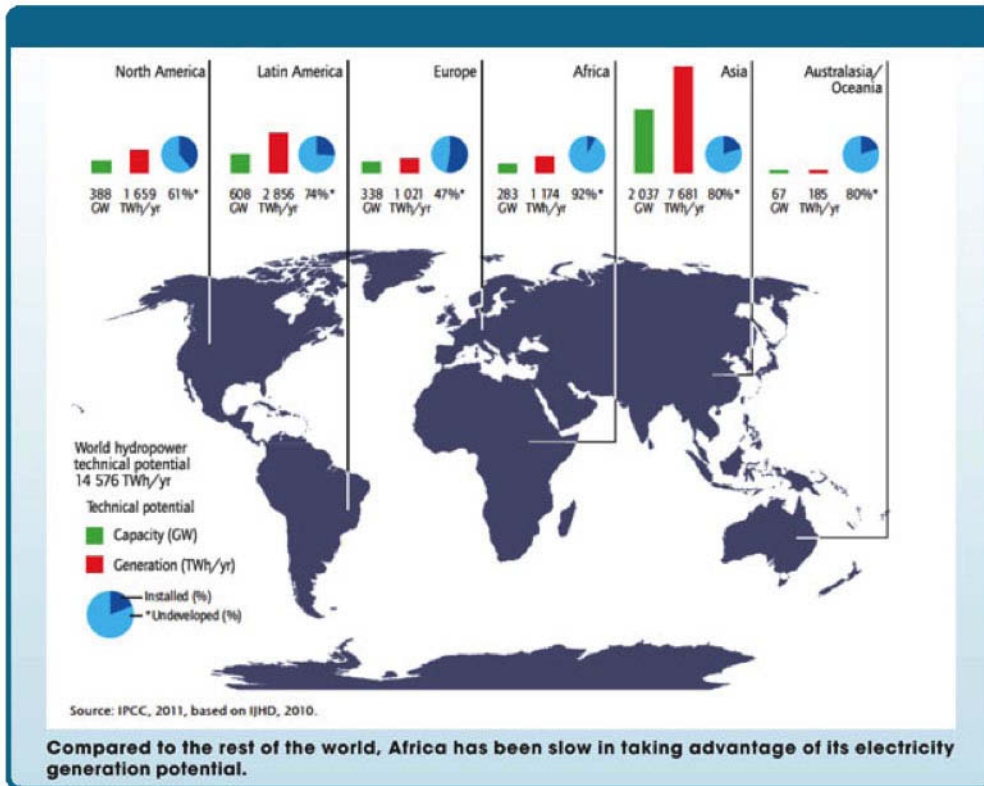 North America
Latin America
Europe
Africa
Asia
Australasia/
Oceania
388
GW
1 659
TWh/yr
61%*
608
GW
2 856
TWh/yr
74%*
338
GW
1 021
TWh/yr
47%*
283
GW
1 174
TWh/yr
92%*
2 037
GW
7 681
TWh/yr
80%*
67
GW
185
TWh/yr
80%*
World hydropower
technical potential
14 576 TWh/yr
Technical potential
Capacity (GW)
Generation (TWh/yr)
Installed (%)
*Undeveloped (%)
Source: IPCC, 2011, based on IJHD, 2010.
Compared to the rest of the world, Africa has been slow in taking advantage of its electricity
generation potential.